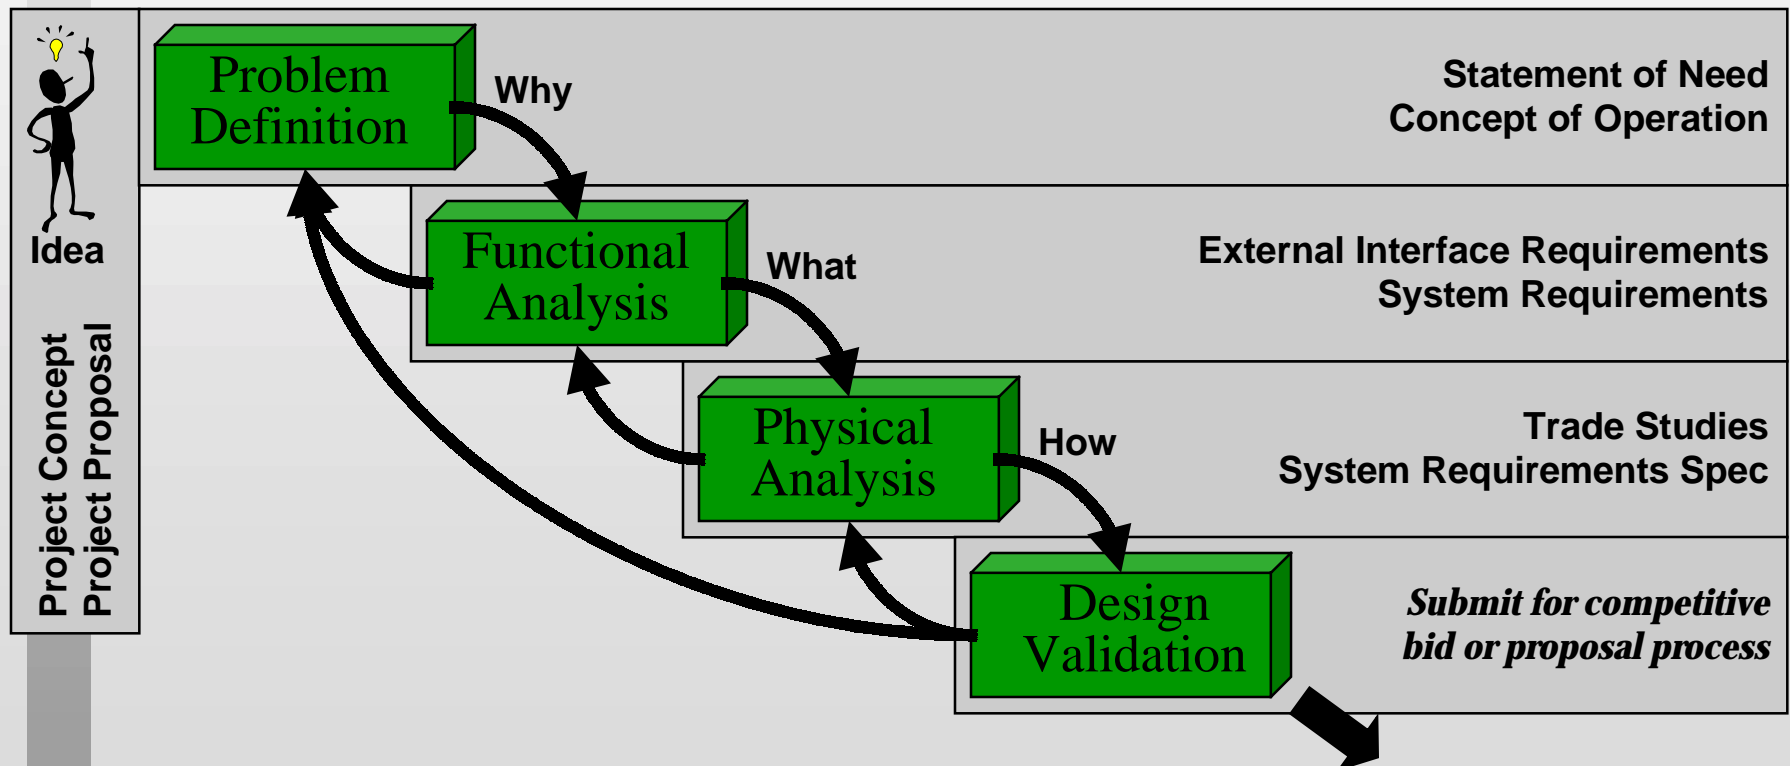 Idea
Project Concept
Project Proposal
Problem
Definition
Why
Statement of Need
Concept of Operation
Functional
Analysis
What
External Interface Requirements
System Requirements
Physical
Analysis
How
Trade Studies
System Requirements Spec
Design
Validation
Submit for competitive
bid or proposal process